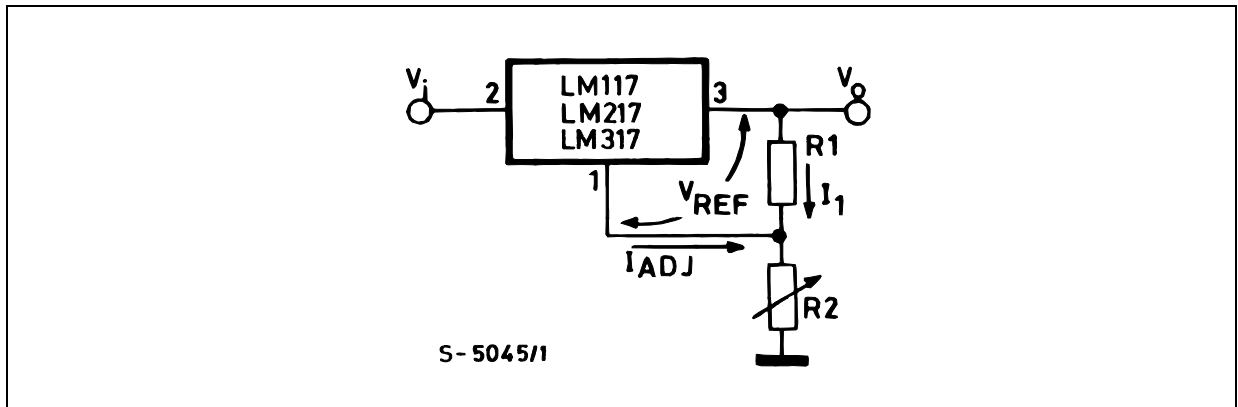 Vi
2
LM117
LM217
LM317
3
Vo
R1
I1
1
VREF
IADJ
R2
S-5045/1